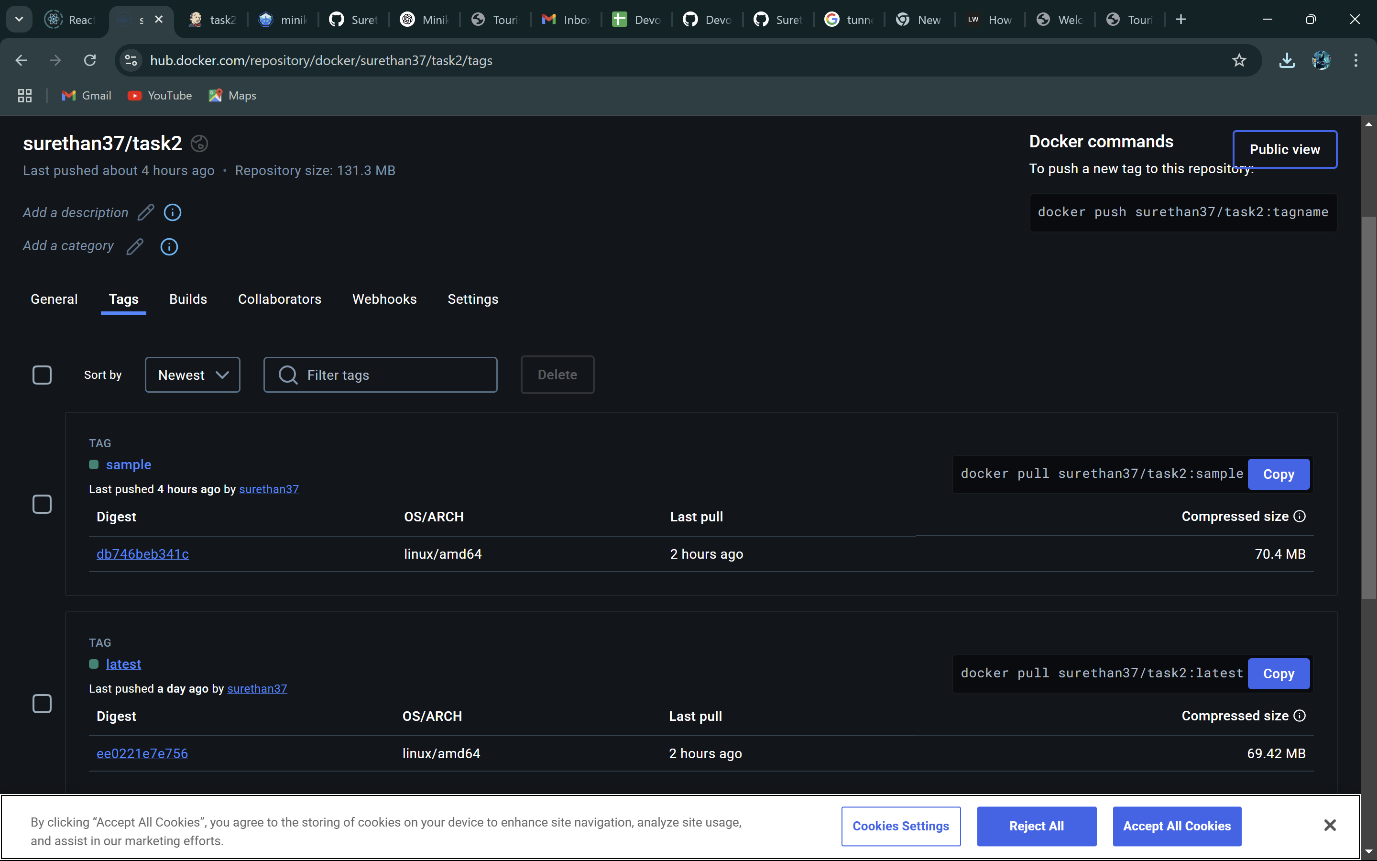 Reac
s
task2
minik
Suret
Minik
Touri
Inbox
Devo
Devo
Suret
tunne
New
LW How
Welc
Touri
hub.docker.com/repository/docker/surethan37/task2/tags
Gmail
YouTube
Maps
surethan37/task2
Last pushed about 4 hours ago • Repository size: 131.3 MB
Docker commands
Public view
To push a new tag to this repository:
docker push surethan37/task2:tagname
Add a description
Add a category
General
Tags
Builds
Collaborators
Webhooks
Settings
Sort by
Newest
Filter tags
Delete
TAG
sample
Last pushed 4 hours ago by surethan37
docker pull surethan37/task2:sample
Copy
Digest OS/ARCH Last pull Compressed size
db746beb341c linux/amd64 2 hours ago 70.4 MB
TAG
latest
Last pushed a day ago by surethan37
docker pull surethan37/task2:latest
Copy
Digest OS/ARCH Last pull Compressed size
ee0221e7e756 linux/amd64 2 hours ago 69.42 MB
By clicking “Accept All Cookies”, you agree to the storing of cookies on your device to enhance site navigation, analyze site usage,
and assist in our marketing efforts.
Cookies Settings
Reject All
Accept All Cookies